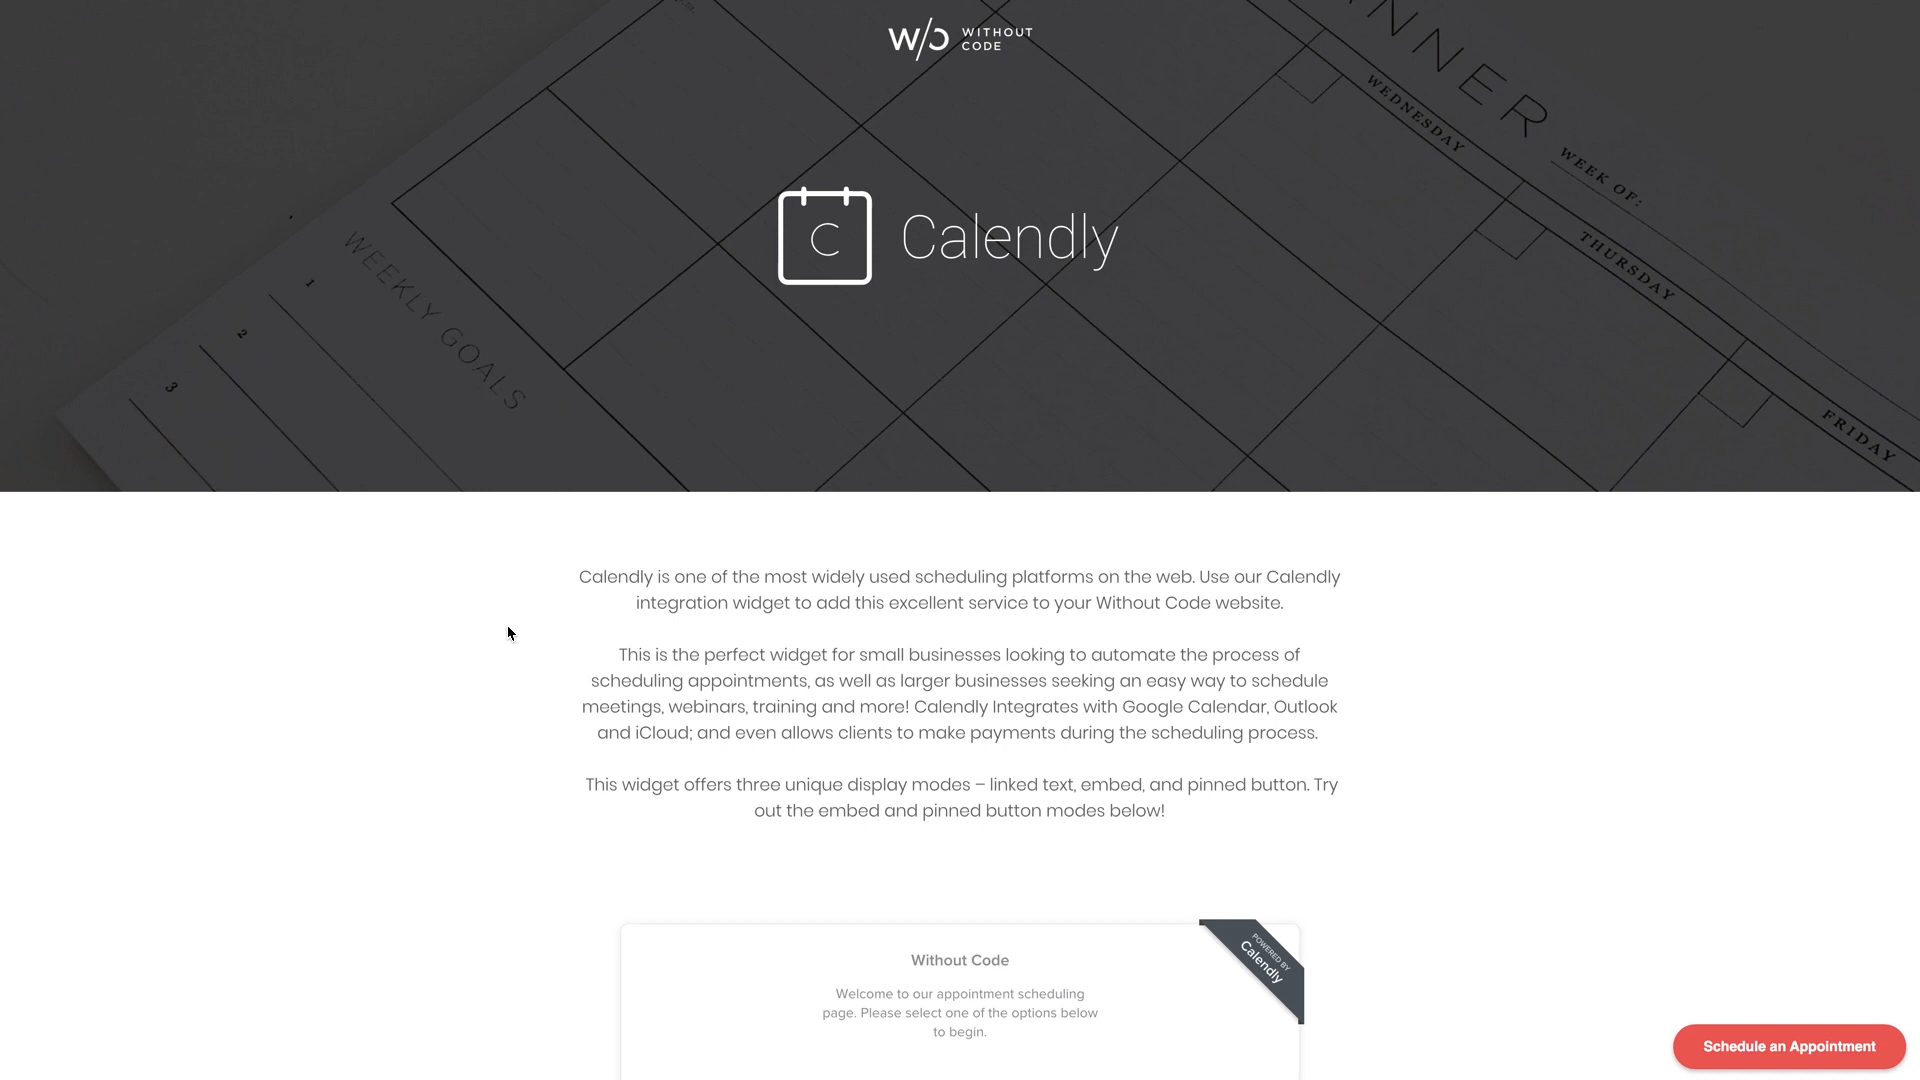 W/C WITHOUT
CODE
NNER
WEDNESDAY
WEEK OF:
THURSDAY
FRIDAY
WEEKLY GOALS
1
2
3
C
Calendly
Calendly is one of the most widely used scheduling platforms on the web. Use our Calendly
integration widget to add this excellent service to your Without Code website.
This is the perfect widget for small businesses looking to automate the process of
scheduling appointments, as well as larger businesses seeking an easy way to schedule
meetings, webinars, training and more! Calendly Integrates with Google Calendar, Outlook
and iCloud; and even allows clients to make payments during the scheduling process.
This widget offers three unique display modes – linked text, embed, and pinned button. Try
out the embed and pinned button modes below!
POWERED BY
Calendly
Without Code
Welcome to our appointment scheduling
page. Please select one of the options below
to begin.
Schedule an Appointment